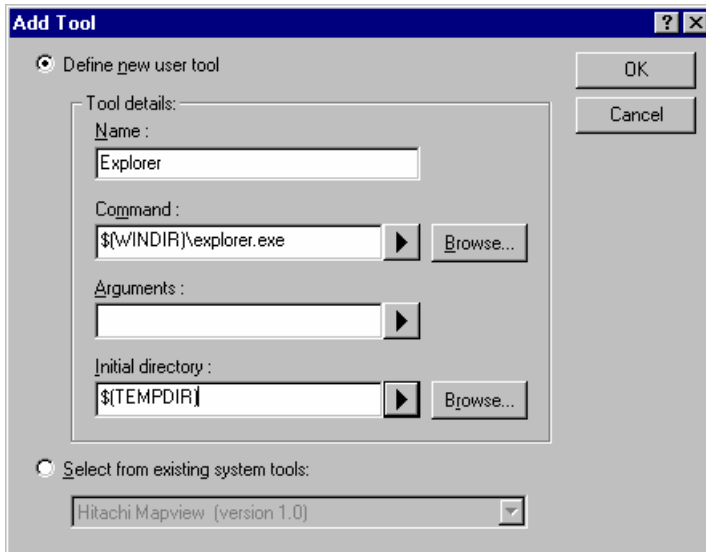 Add Tool
Define new user tool
OK
Cancel
Tool details:
Name :
Explorer
Command :
$(WINDIR)\explorer.exe
Browse...
Arguments :
Initial directory :
$(TEMPDIR)
Browse...
Select from existing system tools:
Hitachi Mapview (version 1.0)